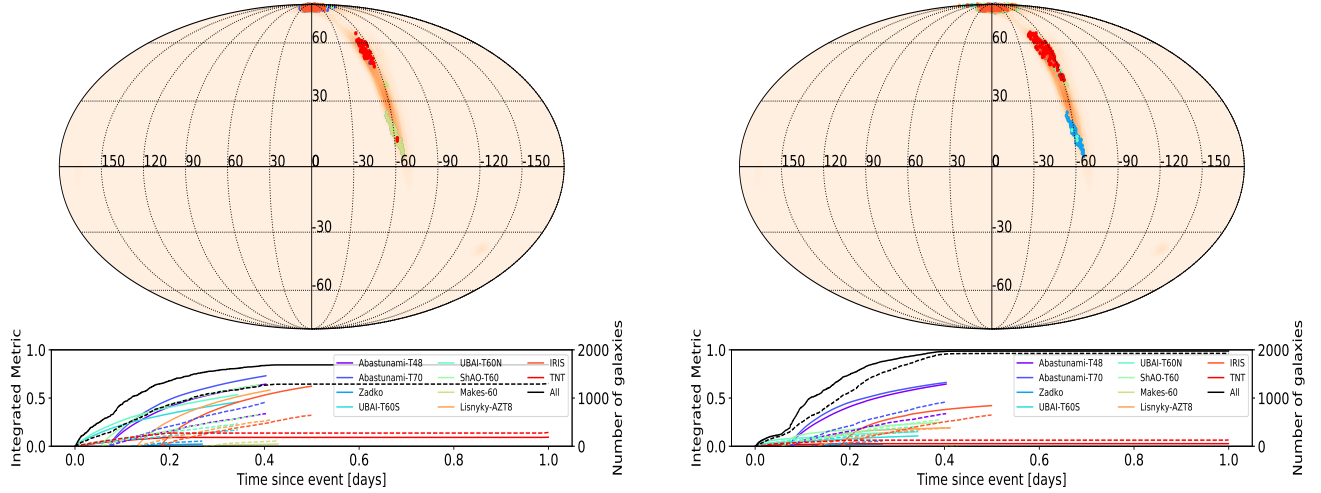 60
30
150 120 90 60 30 0 -30 -60 -90 -120 -150
-30
-60
Integrated Metric
1.0
0.5
0.0
Abastunami-T48
Abastunami-T70
Zadko
UBAI-T60S
UBAI-T60N
ShAO-T60
Makes-60
Lisnyky-AZT8
IRIS
TNT
All
2000
1000
0
Number of galaxies
0.0 0.2 0.4 0.6 0.8 1.0
Time since event [days]
60
30
150 120 90 60 30 0 -30 -60 -90 -120 -150
-30
-60
Integrated Metric
1.0
0.5
0.0
Abastunami-T48
Abastunami-T70
Zadko
UBAI-T60S
UBAI-T60N
ShAO-T60
Makes-60
Lisnyky-AZT8
IRIS
TNT
All
2000
1000
0
Number of galaxies
0.0 0.2 0.4 0.6 0.8 1.0
Time since event [days]